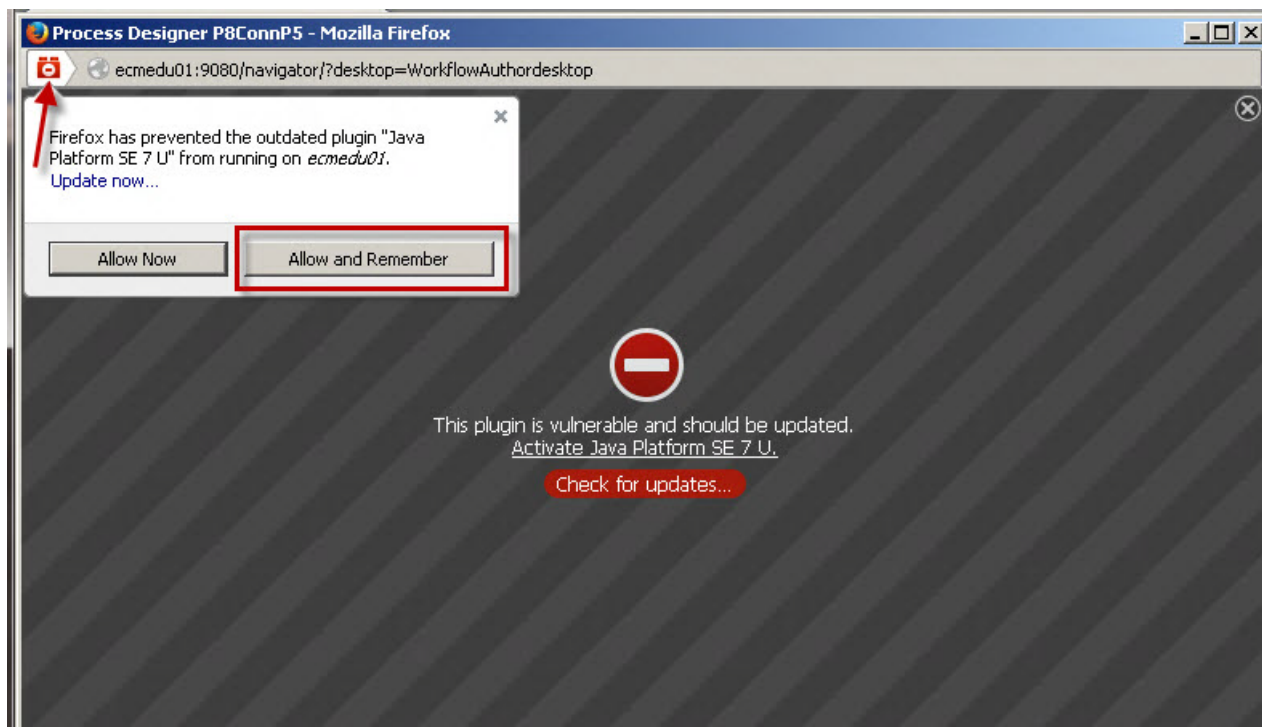 Process Designer P8ConnP5 - Mozilla Firefox
ecmedu01:9080/navigator/?desktop=WorkflowAuthordesktop
Firefox has prevented the outdated plugin "Java
Platform SE 7 U" from running on ecmedu01.
Update now...
Allow Now
Allow and Remember
This plugin is vulnerable and should be updated.
Activate Java Platform SE 7 U.
Check for updates...